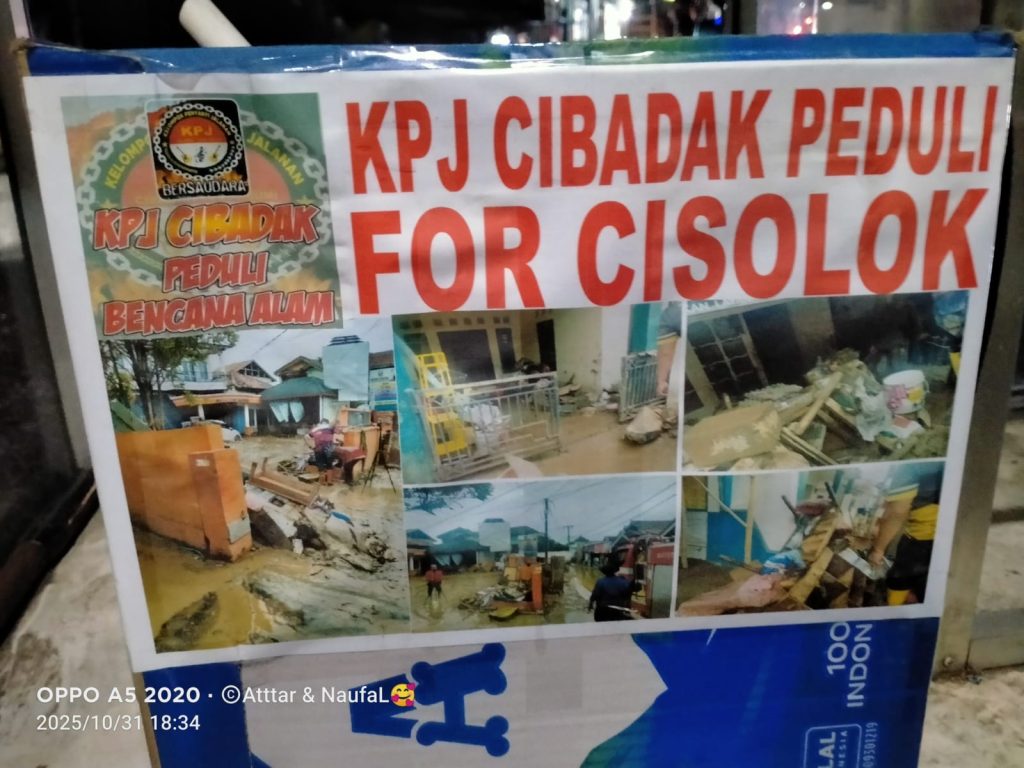 KPJ CIBADAK PEDULI
FOR CISOLOK
JALANAN
KPJ
BERSAUDARA
KPJ CIBADAK
PEDULI
BENCANA ALAM
100
INDON
OPPO A5 2020 · ©Atttar & NaufaL🥰
2025/10/31 18:34